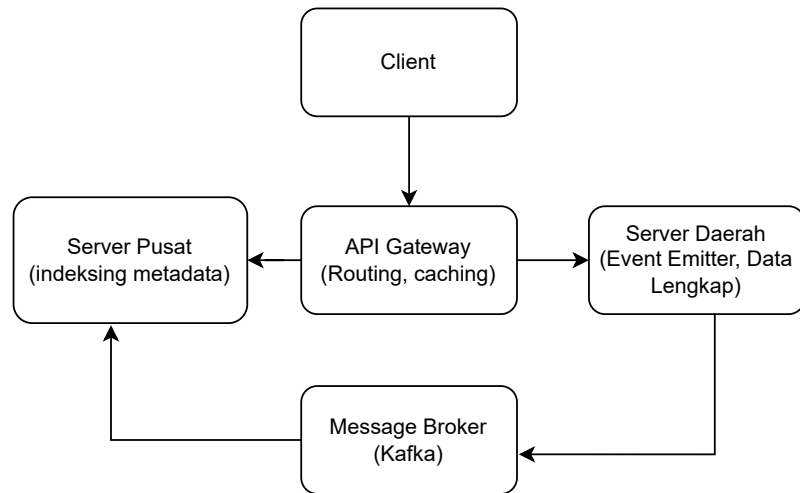 Client
Server Pusat
(indeksing metadata)
API Gateway
(Routing, caching)
Server Daerah
(Event Emitter, Data
Lengkap)
Message Broker
(Kafka)